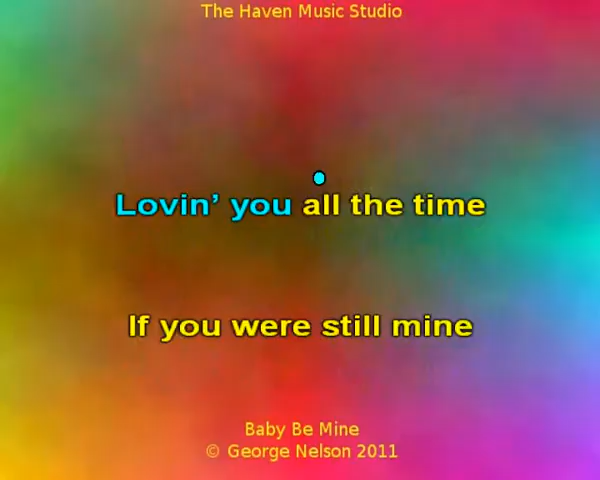 The Haven Music Studio
Lovin’ you all the time
If you were still mine
Baby Be Mine
© George Nelson 2011